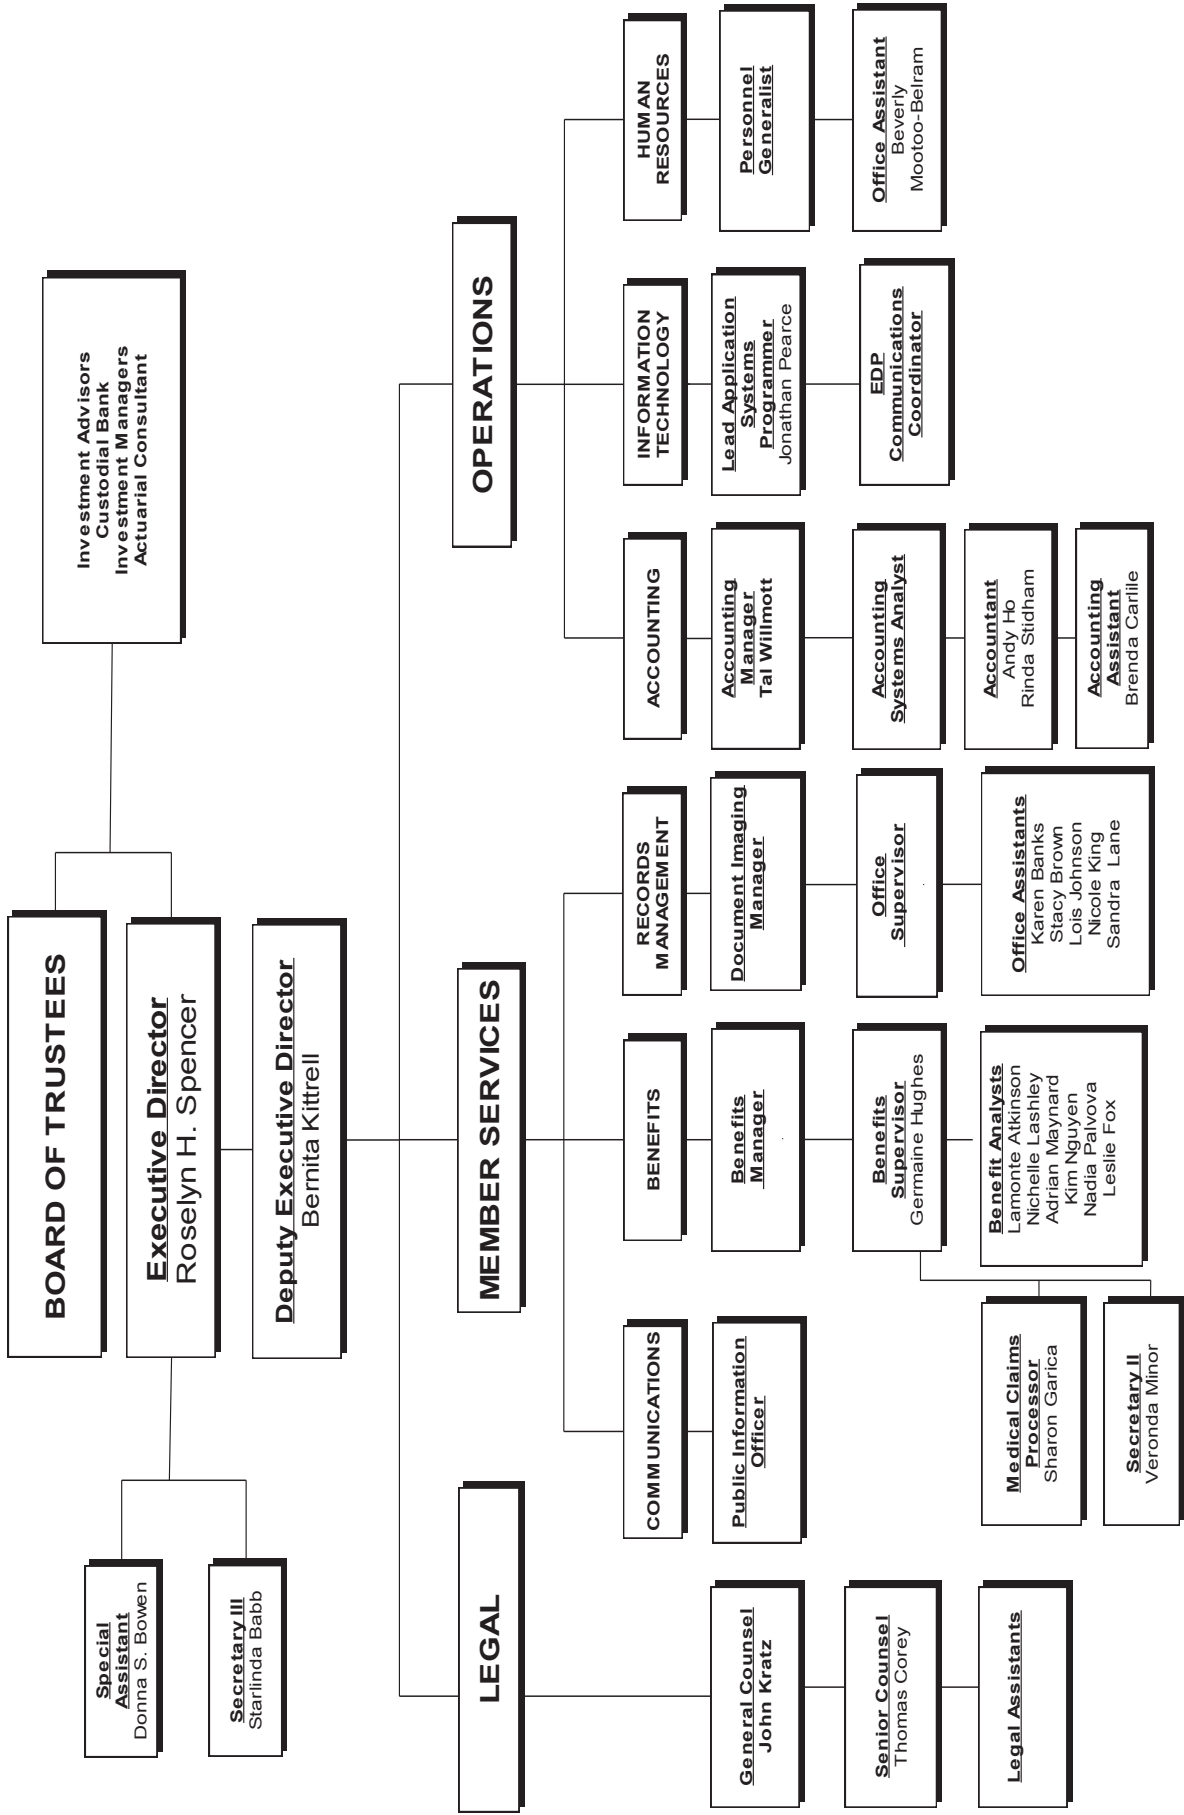 BOARD OF TRUSTEES
Investment Advisors
Custodial Bank
Investment Managers
Actuarial Consultant
Executive Director
Roselyn H. Spencer
Special
Assistant
Donna S. Bowen
Secretary III
Starlinda Babb
Deputy Executive Director
Bernita Kittrell
LEGAL
MEMBER SERVICES
OPERATIONS
COMMUNICATIONS
BENEFITS
RECORDS
MANAGEMENT
ACCOUNTING
INFORMATION
TECHNOLOGY
HUMAN
RESOURCES
General Counsel
John Kratz
Public Information
Officer
Benefits
Manager
Document Imaging
Manager
Accounting
Manager
Tal Willmott
Lead Application
Systems
Programmer
Jonathan Pearce
Personnel
Generalist
Senior Counsel
Thomas Corey
Benefits
Supervisor
Germaine Hughes
Office
Supervisor
Accounting
Systems Analyst
EDP
Communications
Coordinator
Office Assistant
Beverly
Mootoo-Belram
Legal Assistants
Medical Claims
Processor
Sharon Garica
Benefit Analysts
Lamonte Atkinson
Nichelle Lashley
Adrian Maynard
Kim Nguyen
Nadia Palvova
Leslie Fox
Office Assistants
Karen Banks
Stacy Brown
Lois Johnson
Nicole King
Sandra Lane
Accountant
Andy Ho
Rinda Stidham
Secretary II
Veronda Minor
Accounting
Assistant
Brenda Carlile